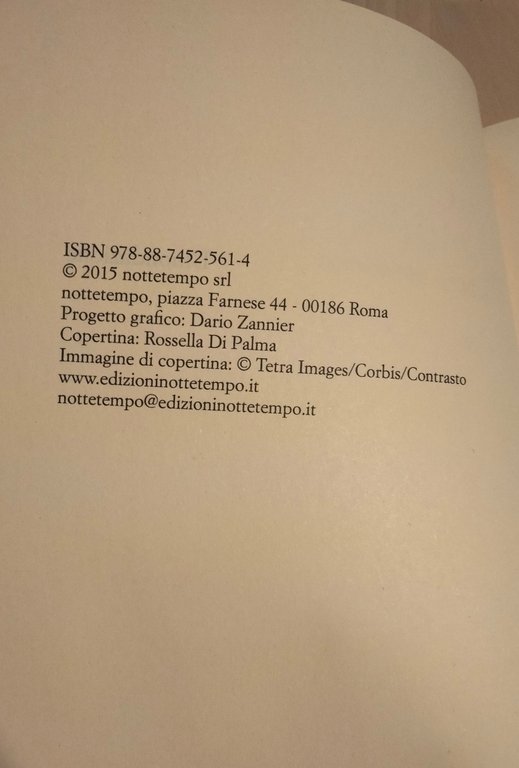 ISBN 978-88-7452-561-4
© 2015 nottetempo srl
nottetempo, piazza Farnese 44 - 00186 Roma
Progetto grafico: Dario Zannier
Copertina: Rossella Di Palma
Immagine di copertina: © Tetra Images/Corbis/Contrasto
www.edizioninottetempo.it
nottetempo@edizioninottetempo.it